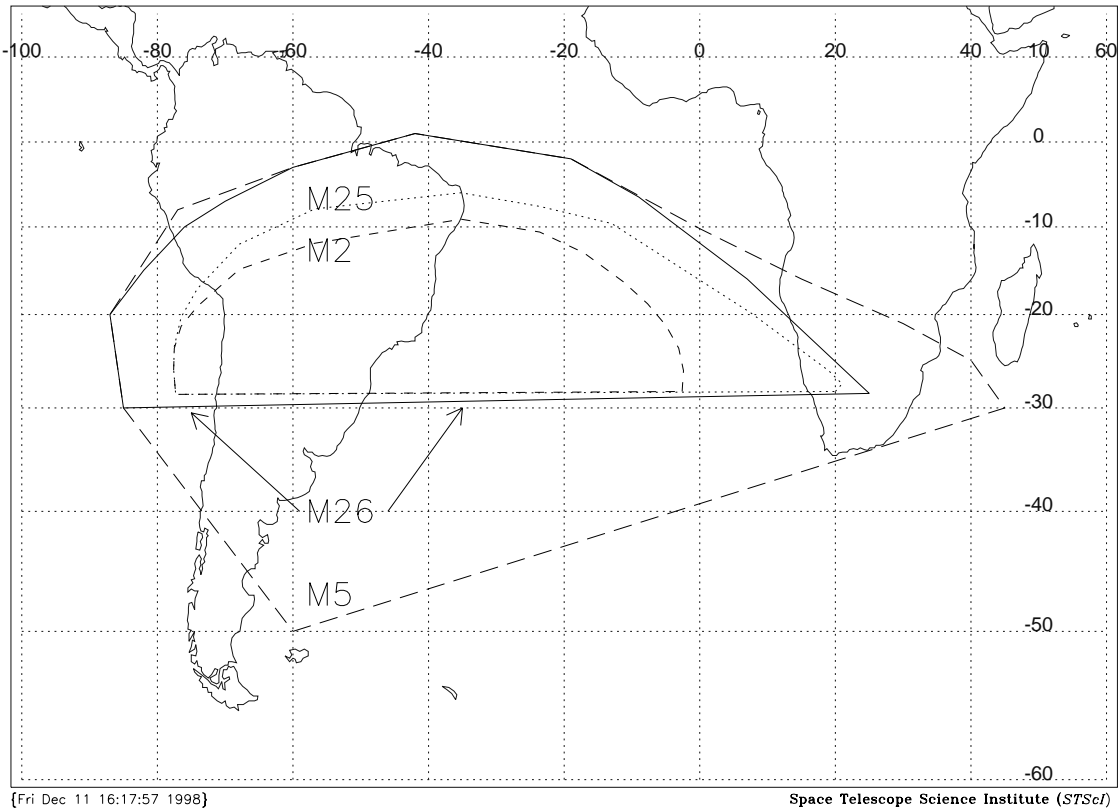 -100 -80 -60 -40 -20 0 20 40 10 60
0
M25
-10
M2
-20
-30
M26
-40
M5
-50
-60
{Fri Dec 11 16:17:57 1998} Space Telescope Science Institute (STScI)